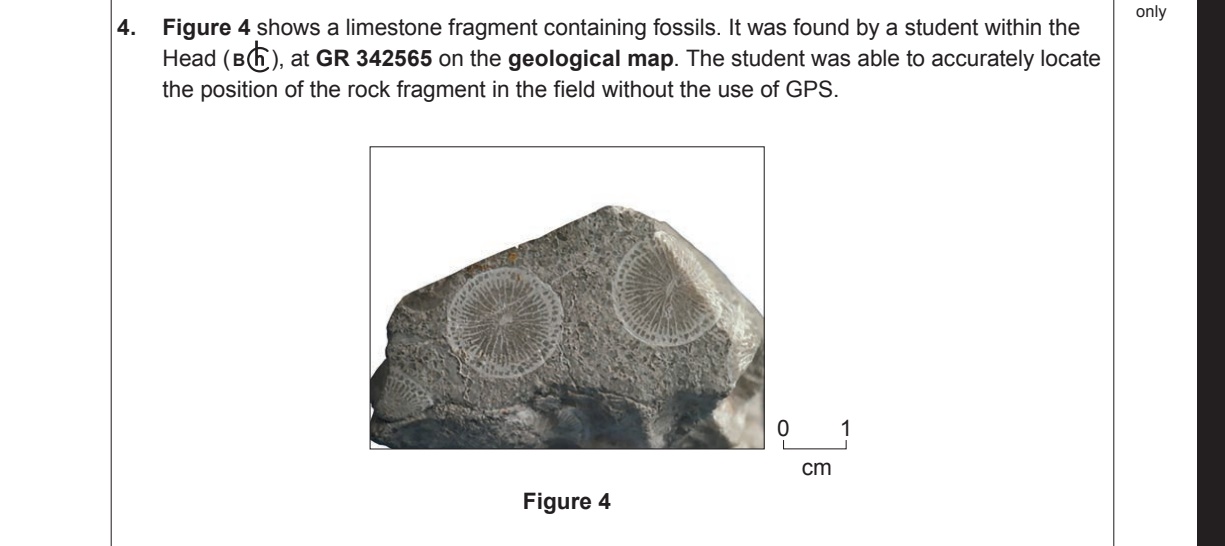 only
4. Figure 4 shows a limestone fragment containing fossils. It was found by a student within the
Head (B h), at GR 342565 on the geological map. The student was able to accurately locate
the position of the rock fragment in the field without the use of GPS.
0 1
cm
Figure 4